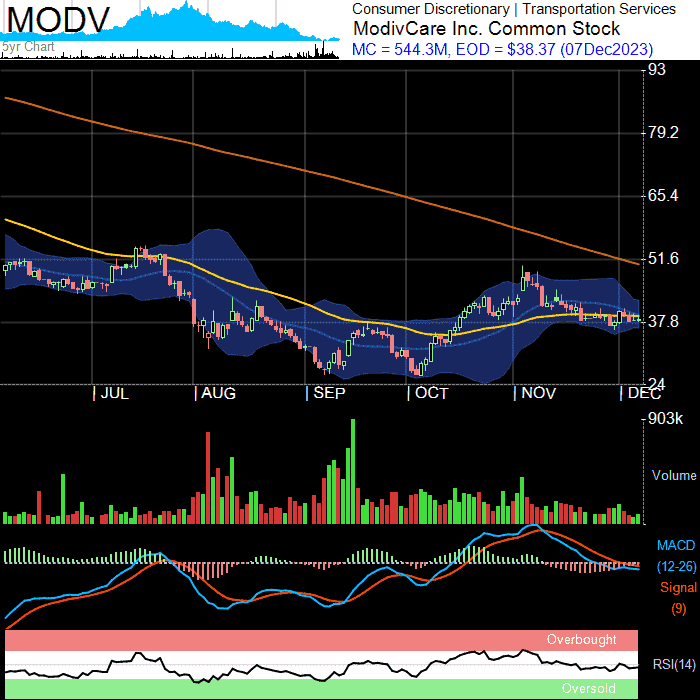 MODV
5yr Chart
Consumer Discretionary | Transportation Services
ModivCare Inc. Common Stock
MC = 544.3M, EOD = $38.37 (07Dec2023)
93
79.2
65.4
51.6
37.8
24
| JUL | AUG | SEP | OCT | NOV | DEC
903k
Volume
MACD
(12-26)
Signal
(9)
Overbought
RSI(14)
Oversold